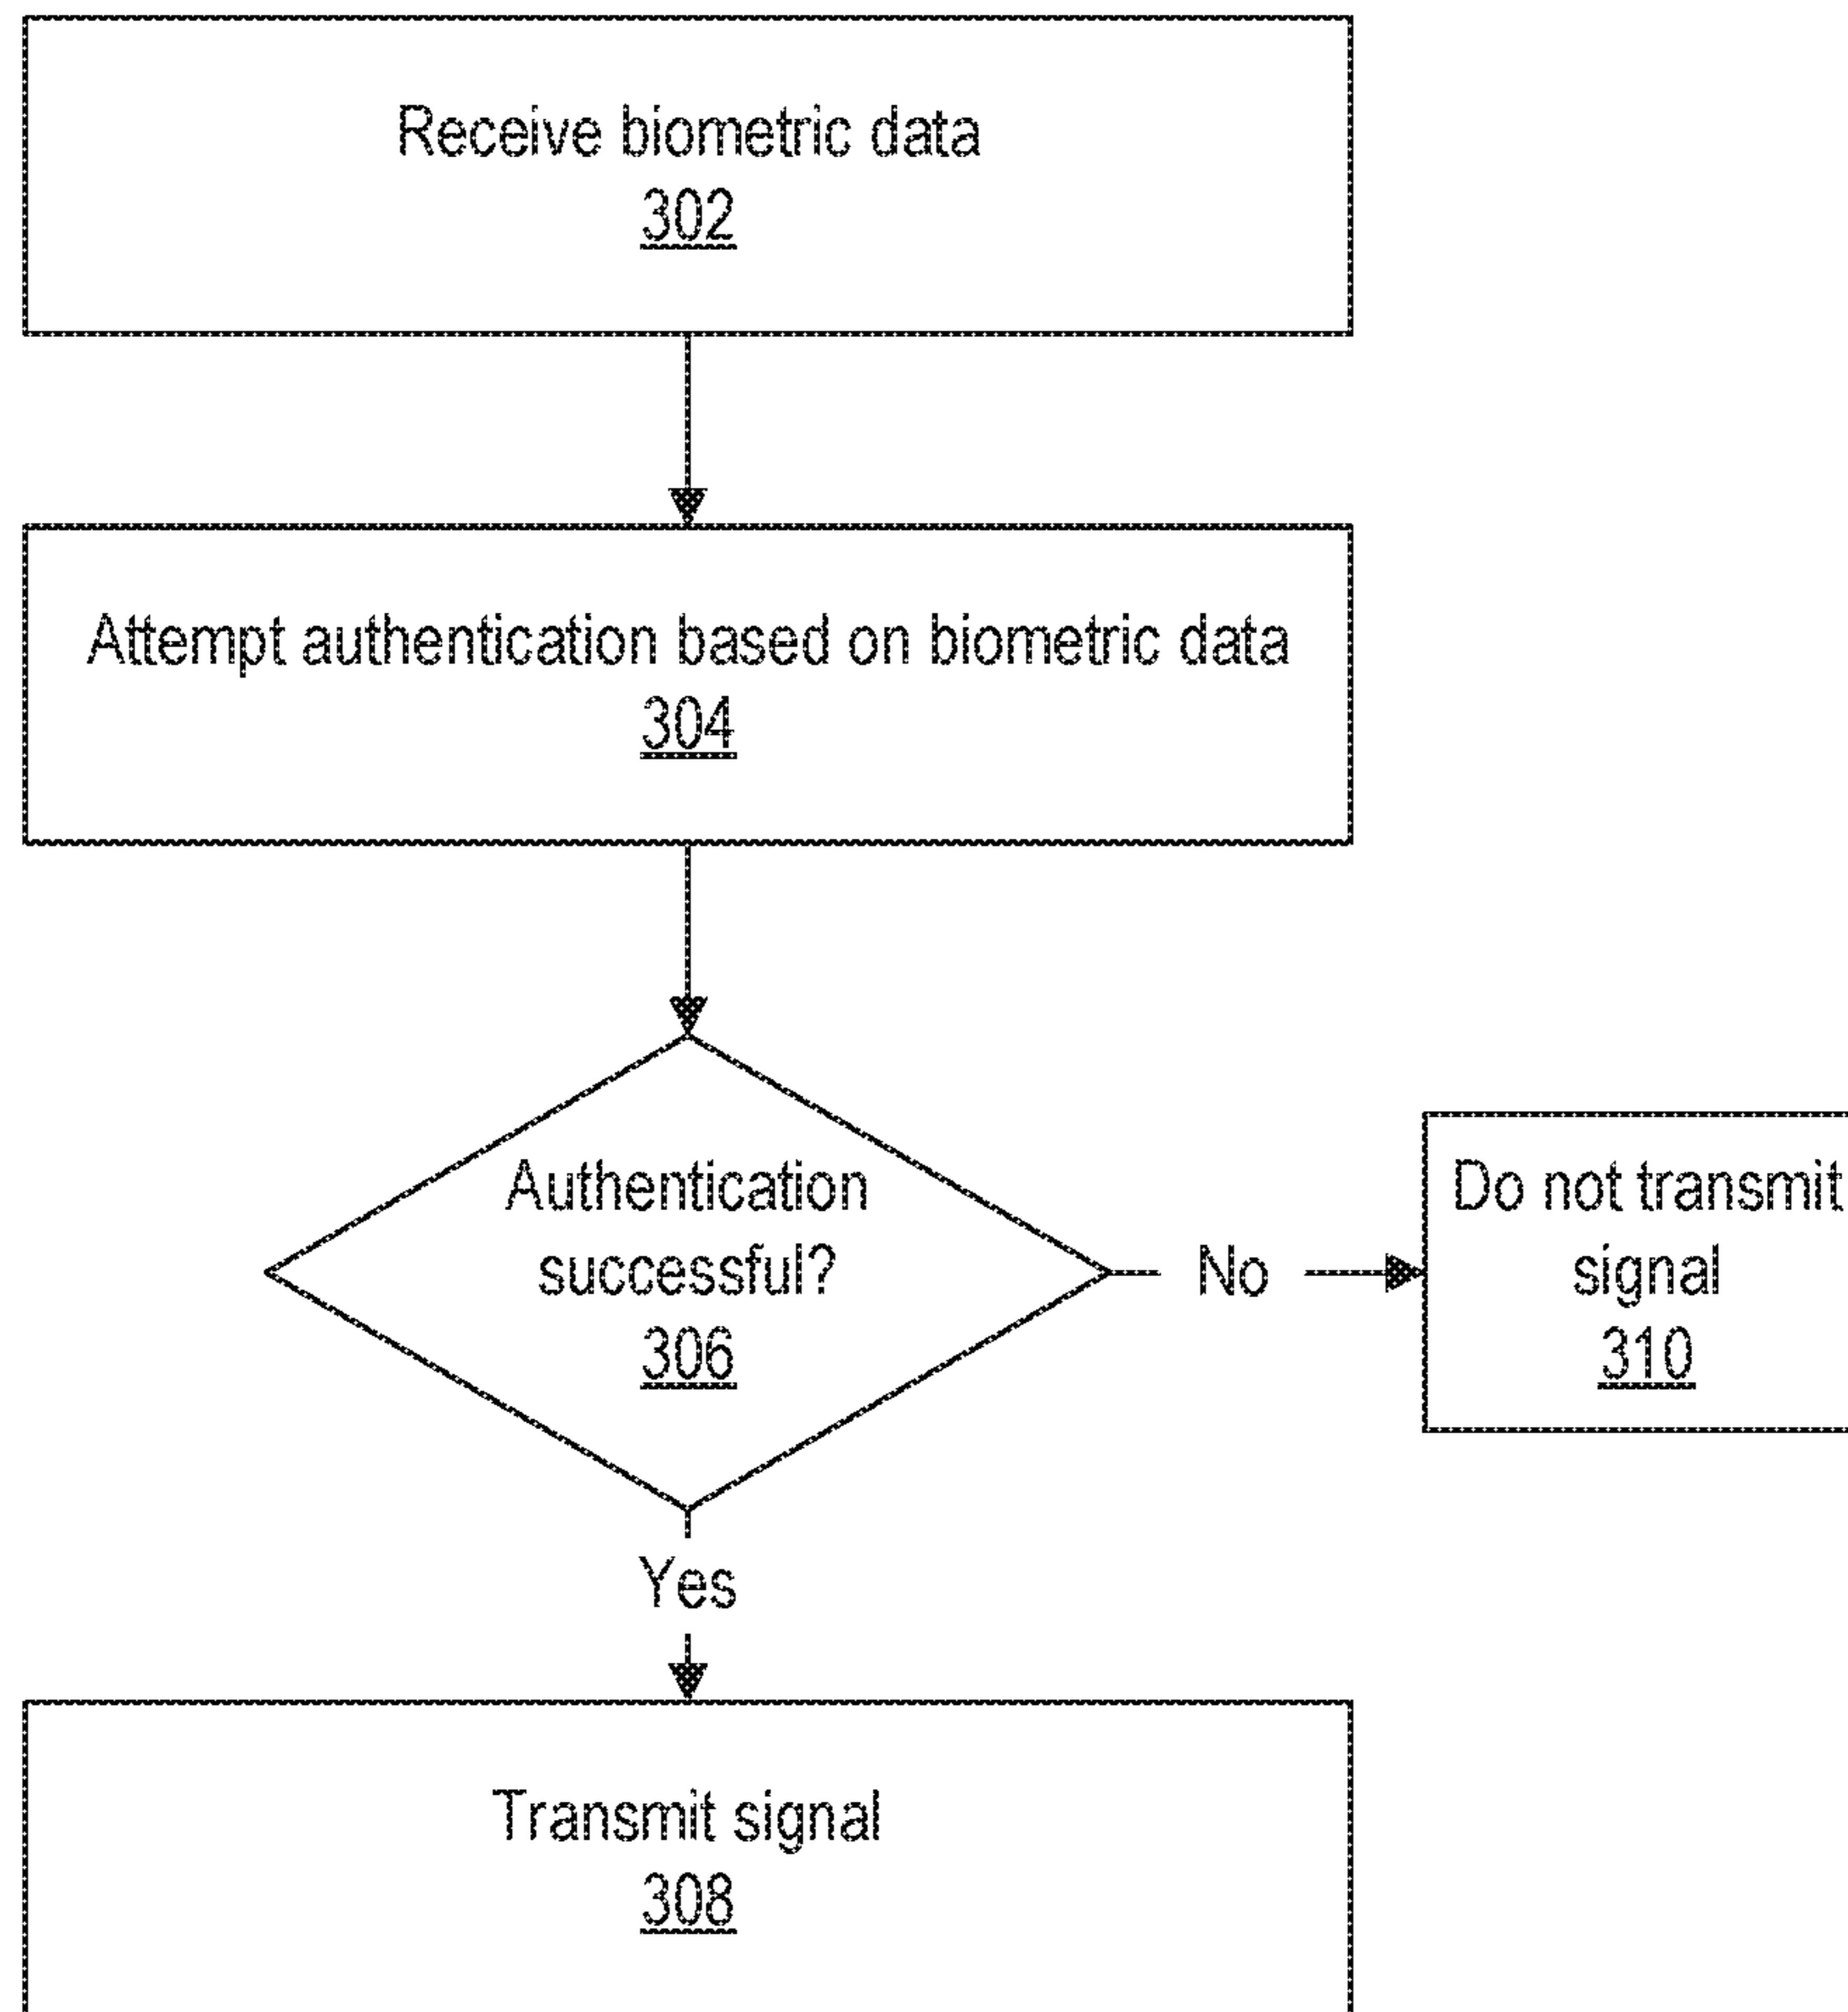 Receive biometric data
302
Attempt authentication based on biometric data
304
Authentication
successful?
306
No
Do not transmit
signal
310
Yes
Transmit signal
308